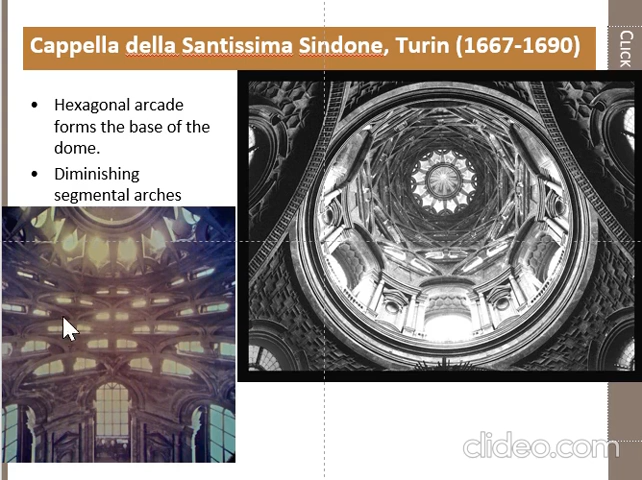 Cappella della Santissima Sindone, Turin (1667-1690)
CLICK
• Hexagonal arcade
forms the base of the
dome.
• Diminishing
segmental arches
clideo.com